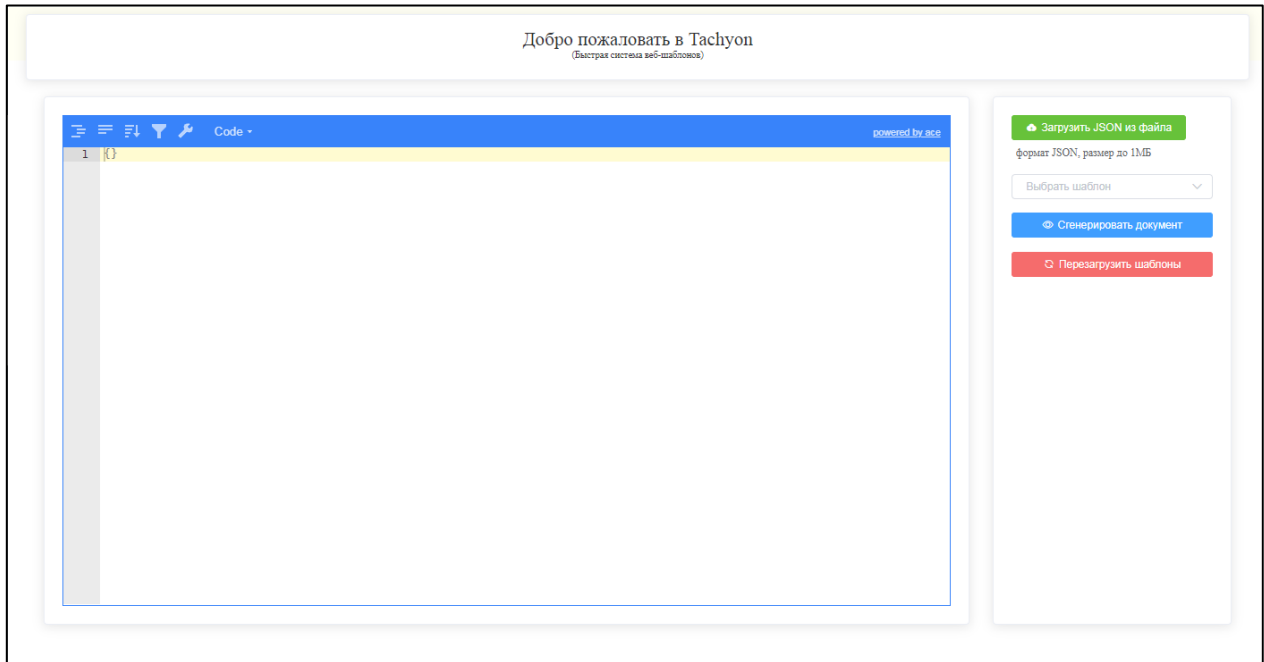 Добро пожаловать в Tachyon
(Быстрая система веб-шаблонов)
Code
powered by ace
1 {}
Загрузить JSON из файла
формат JSON, размер до 1МБ
Выбрать шаблон
Сгенерировать документ
Перезагрузить шаблоны